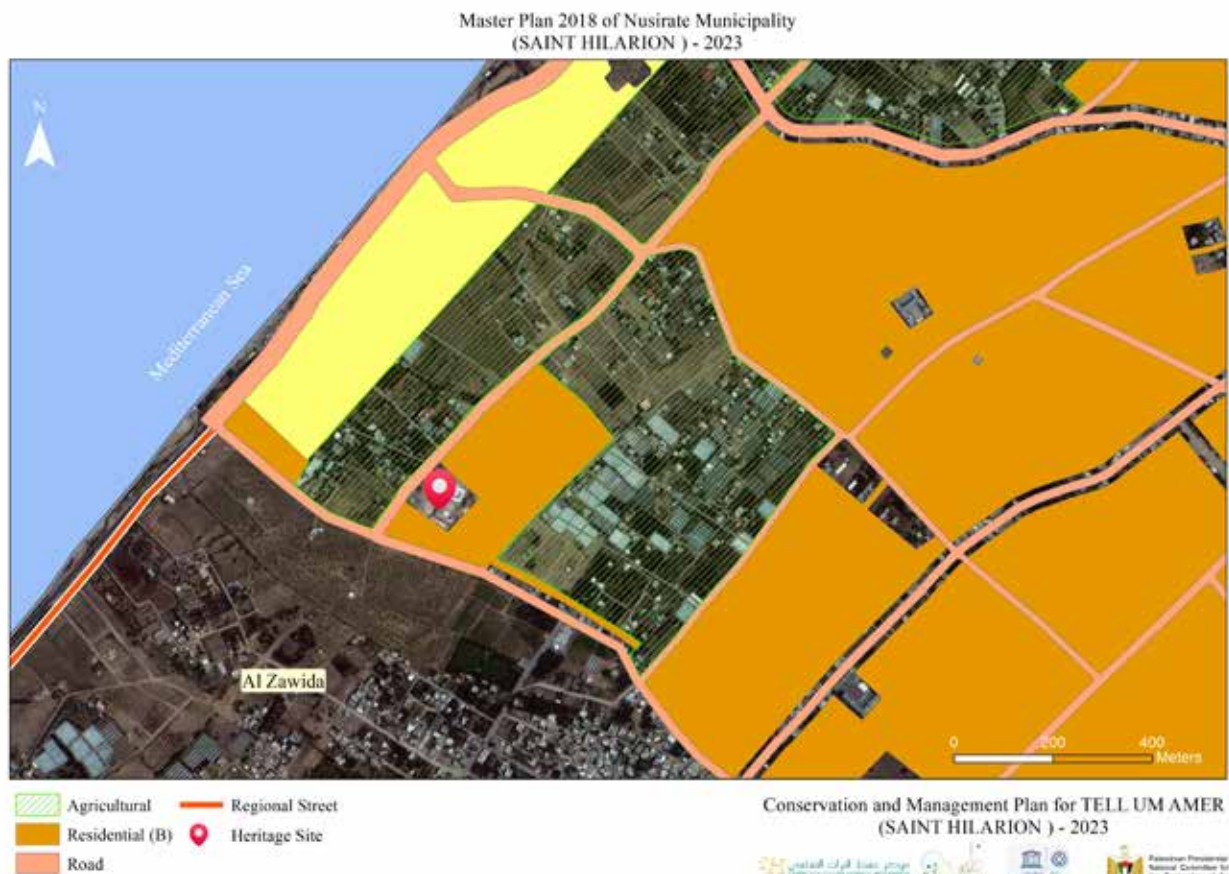 Master Plan 2018 of Nusirate Municipality
(SAINT HILARION ) - 2023
N
Mediterranean Sea
Al Zawida
0 200 400
Meters
Agricultural
Regional Street
Residential (B)
Heritage Site
Road
Conservation and Management Plan for TELL UM AMER
(SAINT HILARION ) - 2023